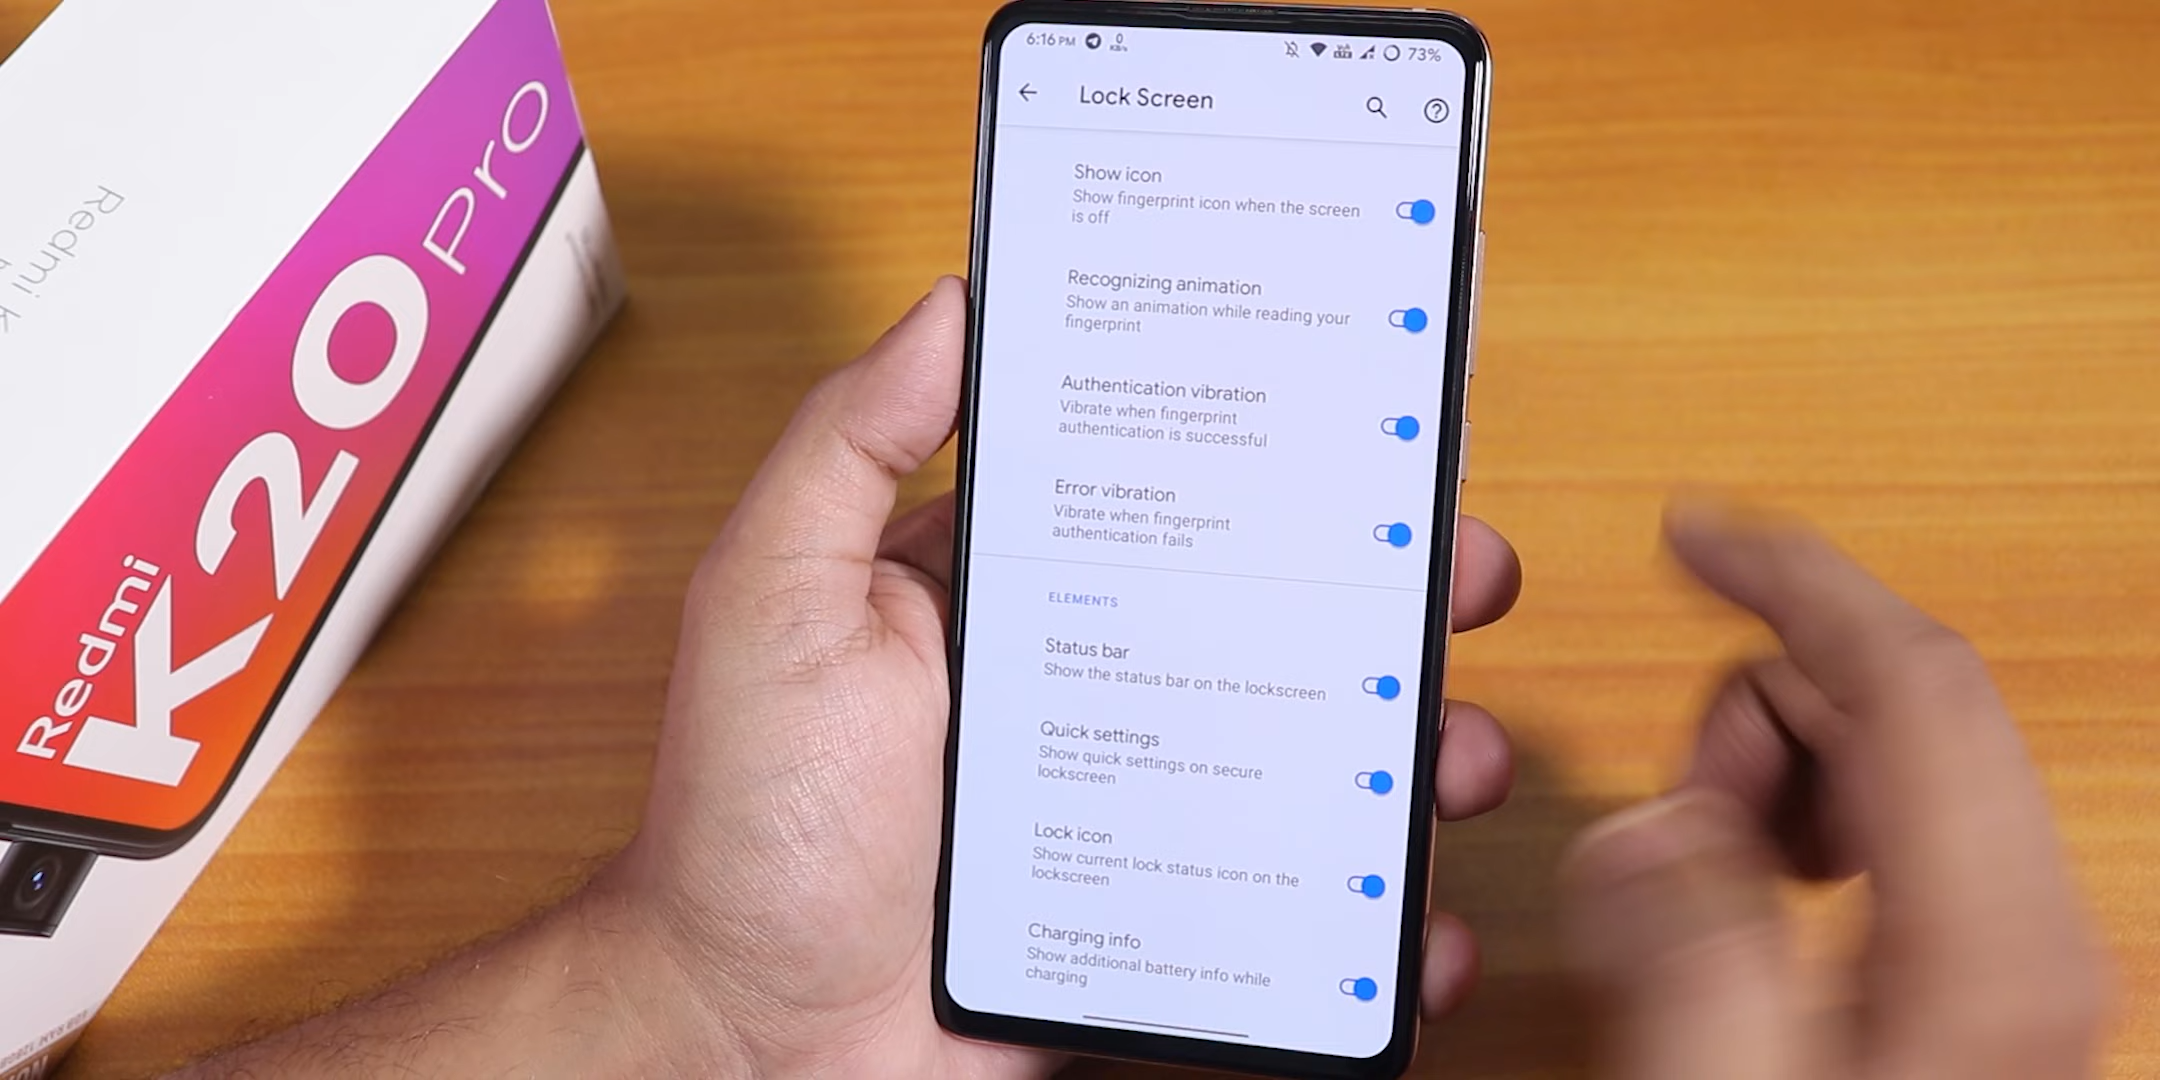 Redmi K20 Pro
Redmi K
6:16 PM 0 KB/s 73%
Lock Screen
Show icon
Show fingerprint icon when the screen
is off
Recognizing animation
Show an animation while reading your
fingerprint
Authentication vibration
Vibrate when fingerprint
authentication is successful
Error vibration
Vibrate when fingerprint
authentication fails
ELEMENTS
Status bar
Show the status bar on the lockscreen
Quick settings
Show quick settings on secure
lockscreen
Lock icon
Show current lock status icon on the
lockscreen
Charging info
Show additional battery info while
charging